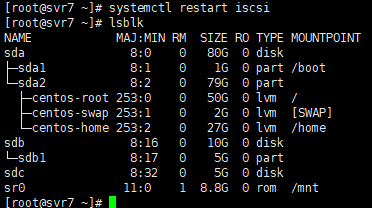 [root@svr7 ~]# systemctl restart iscsi
[root@svr7 ~]# lsblk
NAME            MAJ:MIN RM  SIZE RO TYPE MOUNTPOINT
sda               8:0    0   80G  0 disk
├─sda1            8:1    0    1G  0 part /boot
└─sda2            8:2    0   79G  0 part
  ├─centos-root 253:0    0   50G  0 lvm  /
  ├─centos-swap 253:1    0    2G  0 lvm  [SWAP]
  └─centos-home 253:2    0   27G  0 lvm  /home
sdb               8:16   0   10G  0 disk
└─sdb1            8:17   0    5G  0 part
sdc               8:32   0    5G  0 disk
sr0              11:0    1  8.8G  0 rom  /mnt
[root@svr7 ~]#